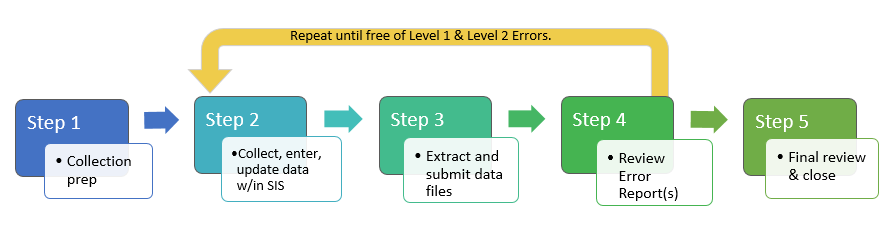 Repeat until free of Level 1 & Level 2 Errors.
Step 1
• Collection
prep
Step 2
•Collect, enter,
update data
w/in SIS
Step 3
• Extract and
submit data
files
Step 4
• Review
Error
Report(s)
Step 5
• Final review
& close